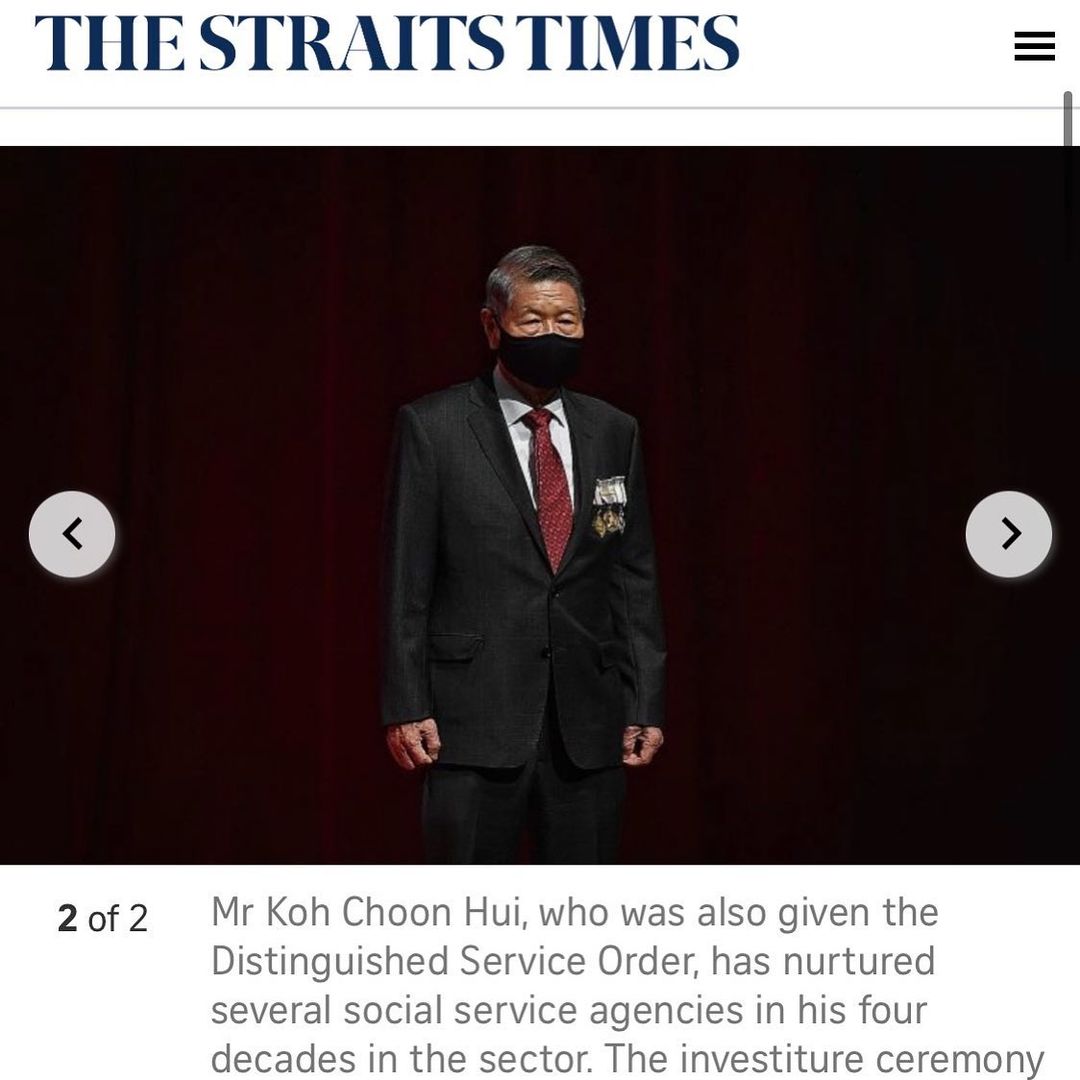 THE STRAITS TIMES
2 of 2
Mr Koh Choon Hui, who was also given the
Distinguished Service Order, has nurtured
several social service agencies in his four
decades in the sector. The investiture ceremony